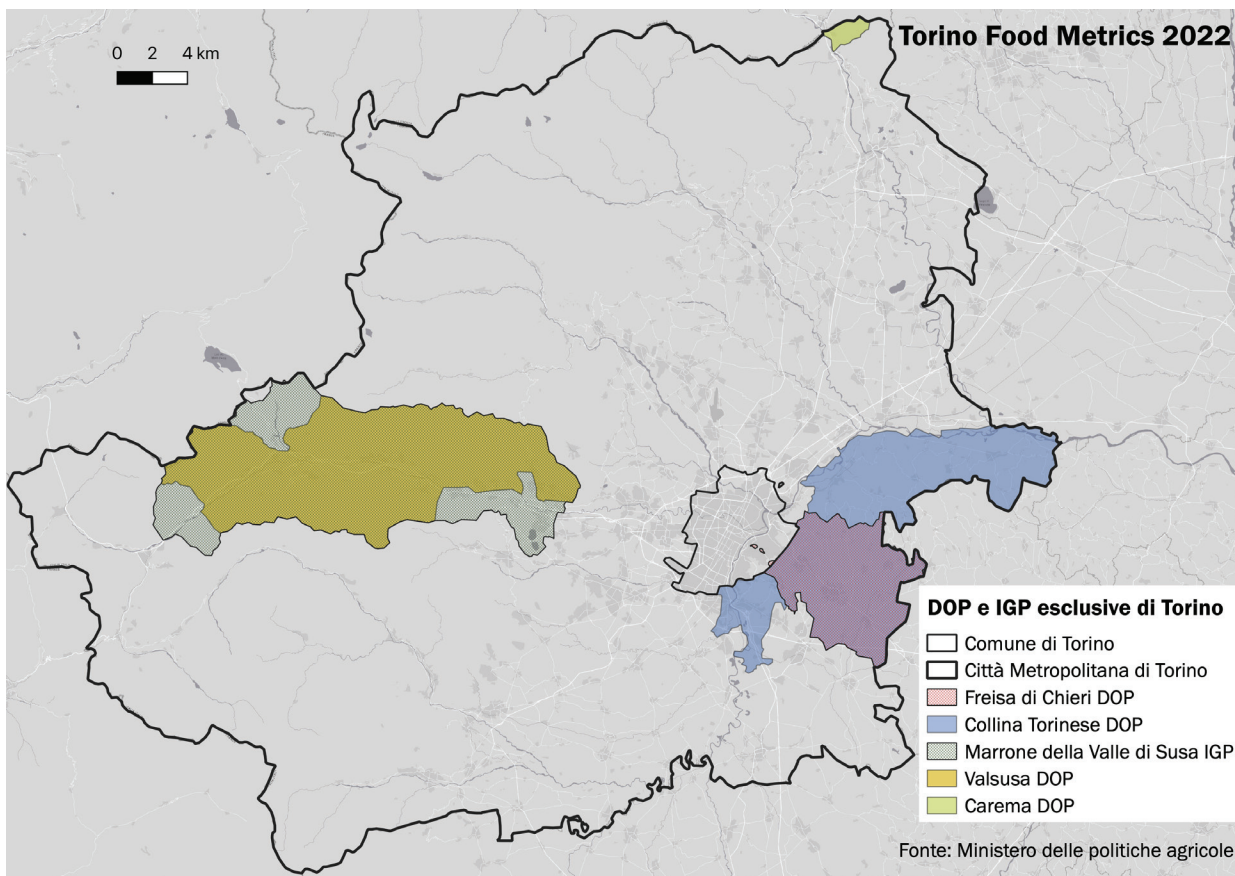 Torino Food Metrics 2022
0 2 4 km
DOP e IGP esclusive di Torino
Comune di Torino
Città Metropolitana di Torino
Freisa di Chieri DOP
Collina Torinese DOP
Marrone della Valle di Susa IGP
Valsusa DOP
Carema DOP
Fonte: Ministero delle politiche agricole